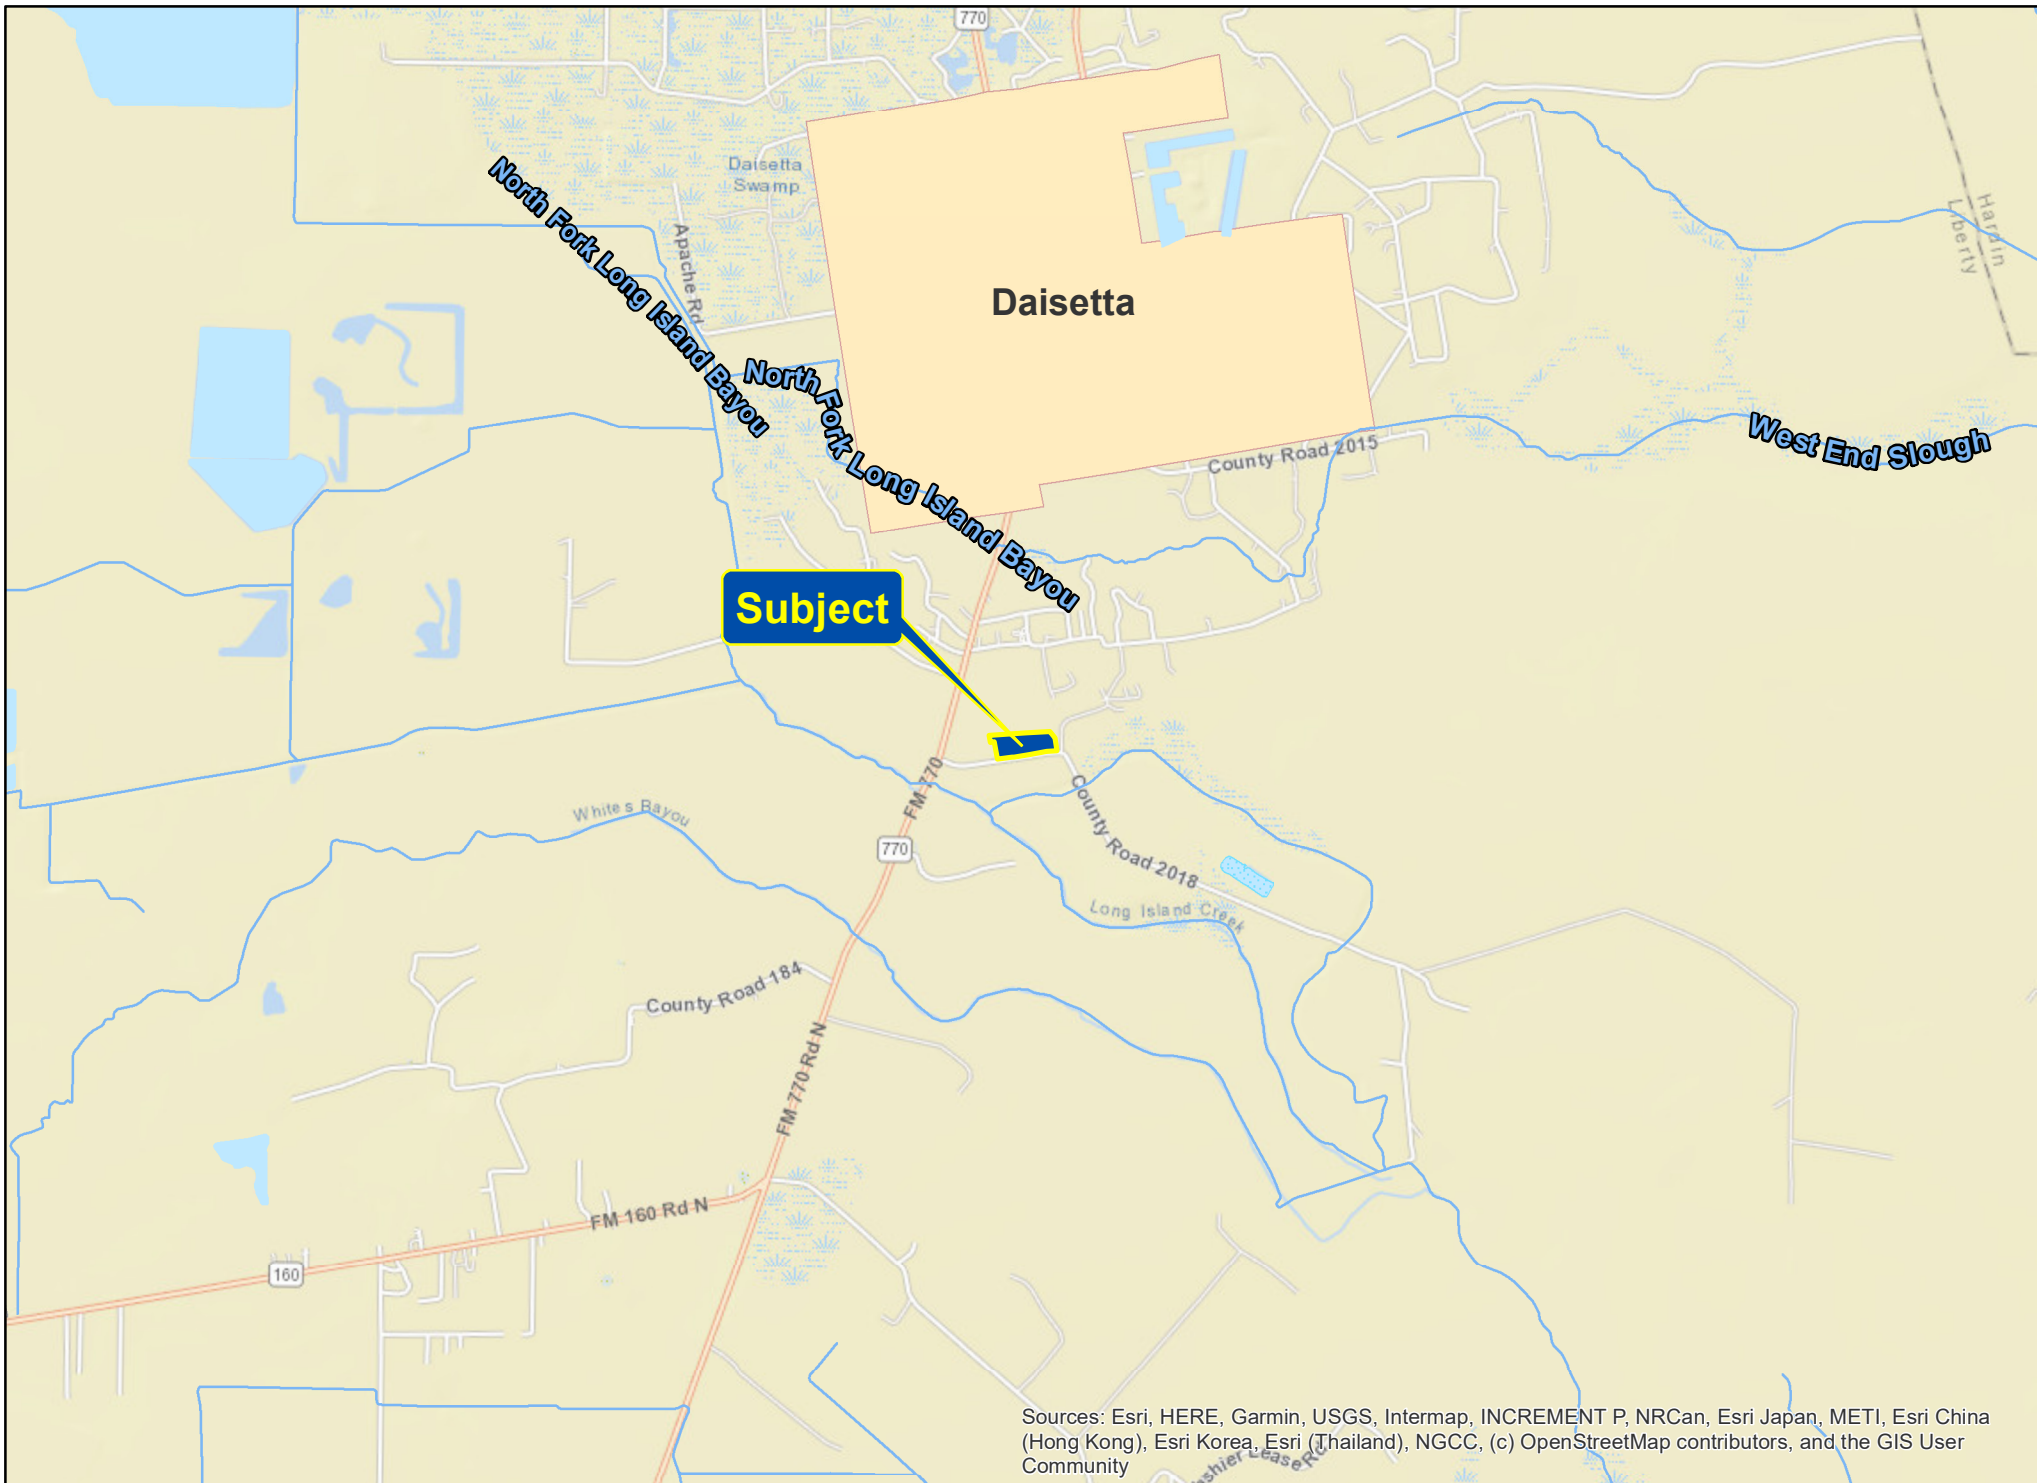 770
Daisetta
Swamp
North Fork Long Island Bayou
Apache Rd
Hardin
Liberty
Daisetta
North Fork Long Island Bayou
West End Slough
County Road 2015
Subject
FM 770
County Road 2018
Whites Bayou
770
Long Island Creek
County Road 184
FM 770 Rd N
FM 160 Rd N
160
Sources: Esri, HERE, Garmin, USGS, Intermap, INCREMENT P, NRCan, Esri Japan, METI, Esri China
(Hong Kong), Esri Korea, Esri (Thailand), NGCC, (c) OpenStreetMap contributors, and the GIS User
Community
Lease Rd